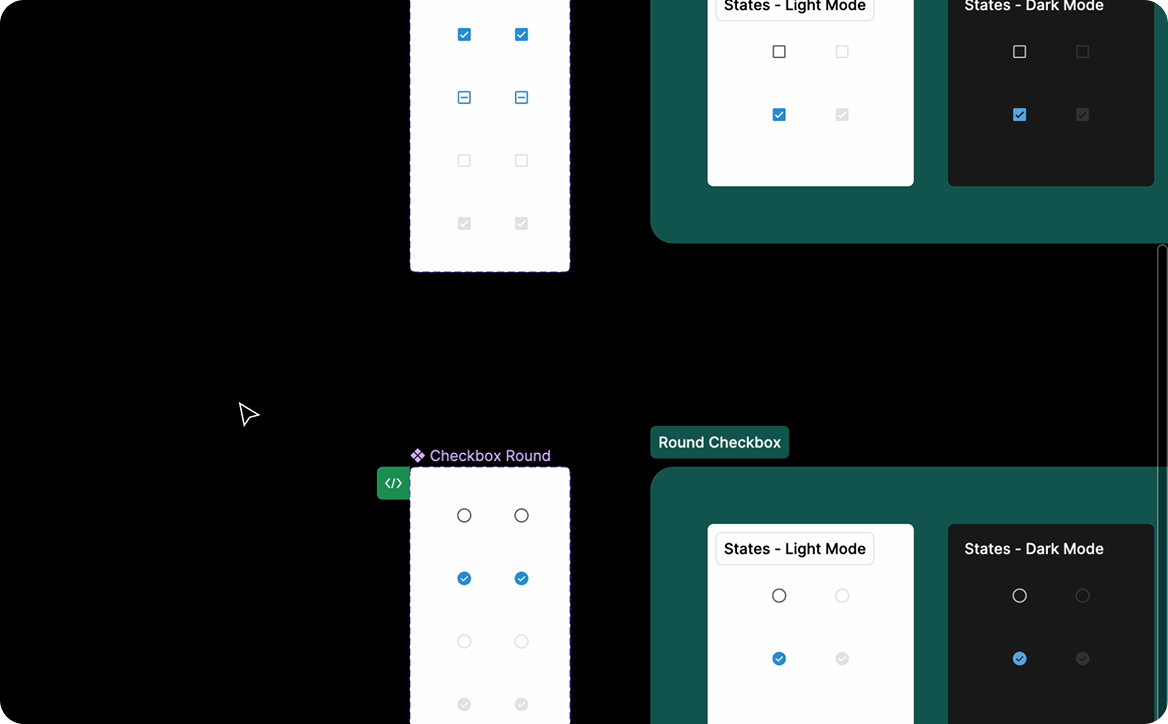 States - Light Mode
States - Dark Mode
Checkbox Round
Round Checkbox
</>
States - Light Mode
States - Dark Mode